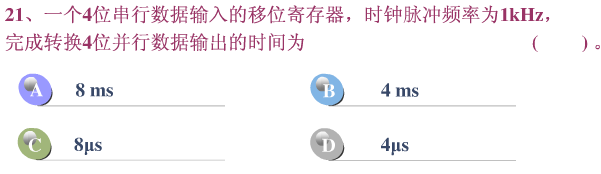 21、一个4位串行数据输入的移位寄存器，时钟脉冲频率为1kHz，
完成转换4位并行数据输出的时间为 (  )。
A 8 ms
B 4 ms
C 8μs
D 4μs